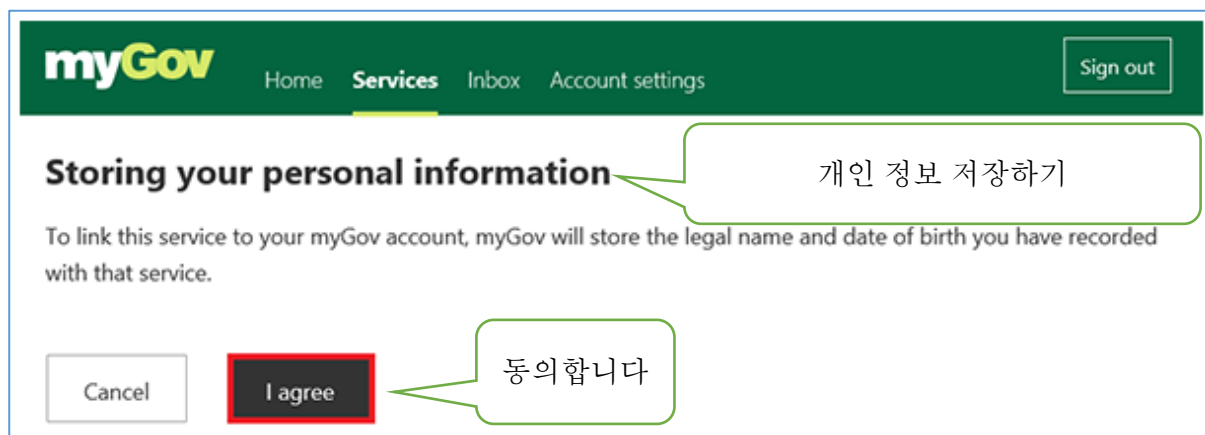 myGov Home Services Inbox Account settings Sign out
Storing your personal information
개인 정보 저장하기
To link this service to your myGov account, myGov will store the legal name and date of birth you have recorded
with that service.
Cancel I agree
동의합니다